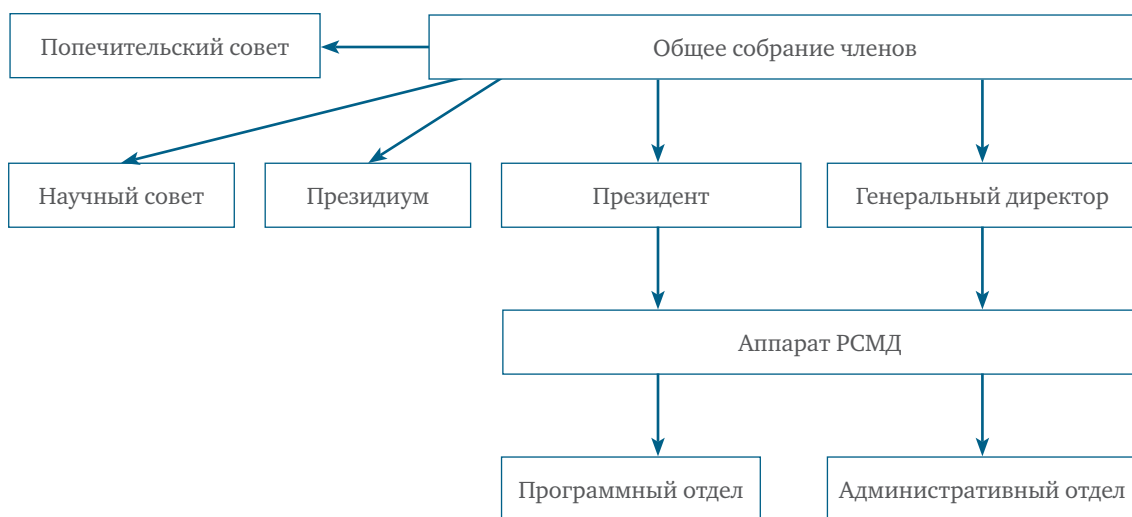 Попечительский совет
Общее собрание членов
Научный совет
Президиум
Президент
Генеральный директор
Аппарат РСМД
Программный отдел
Административный отдел